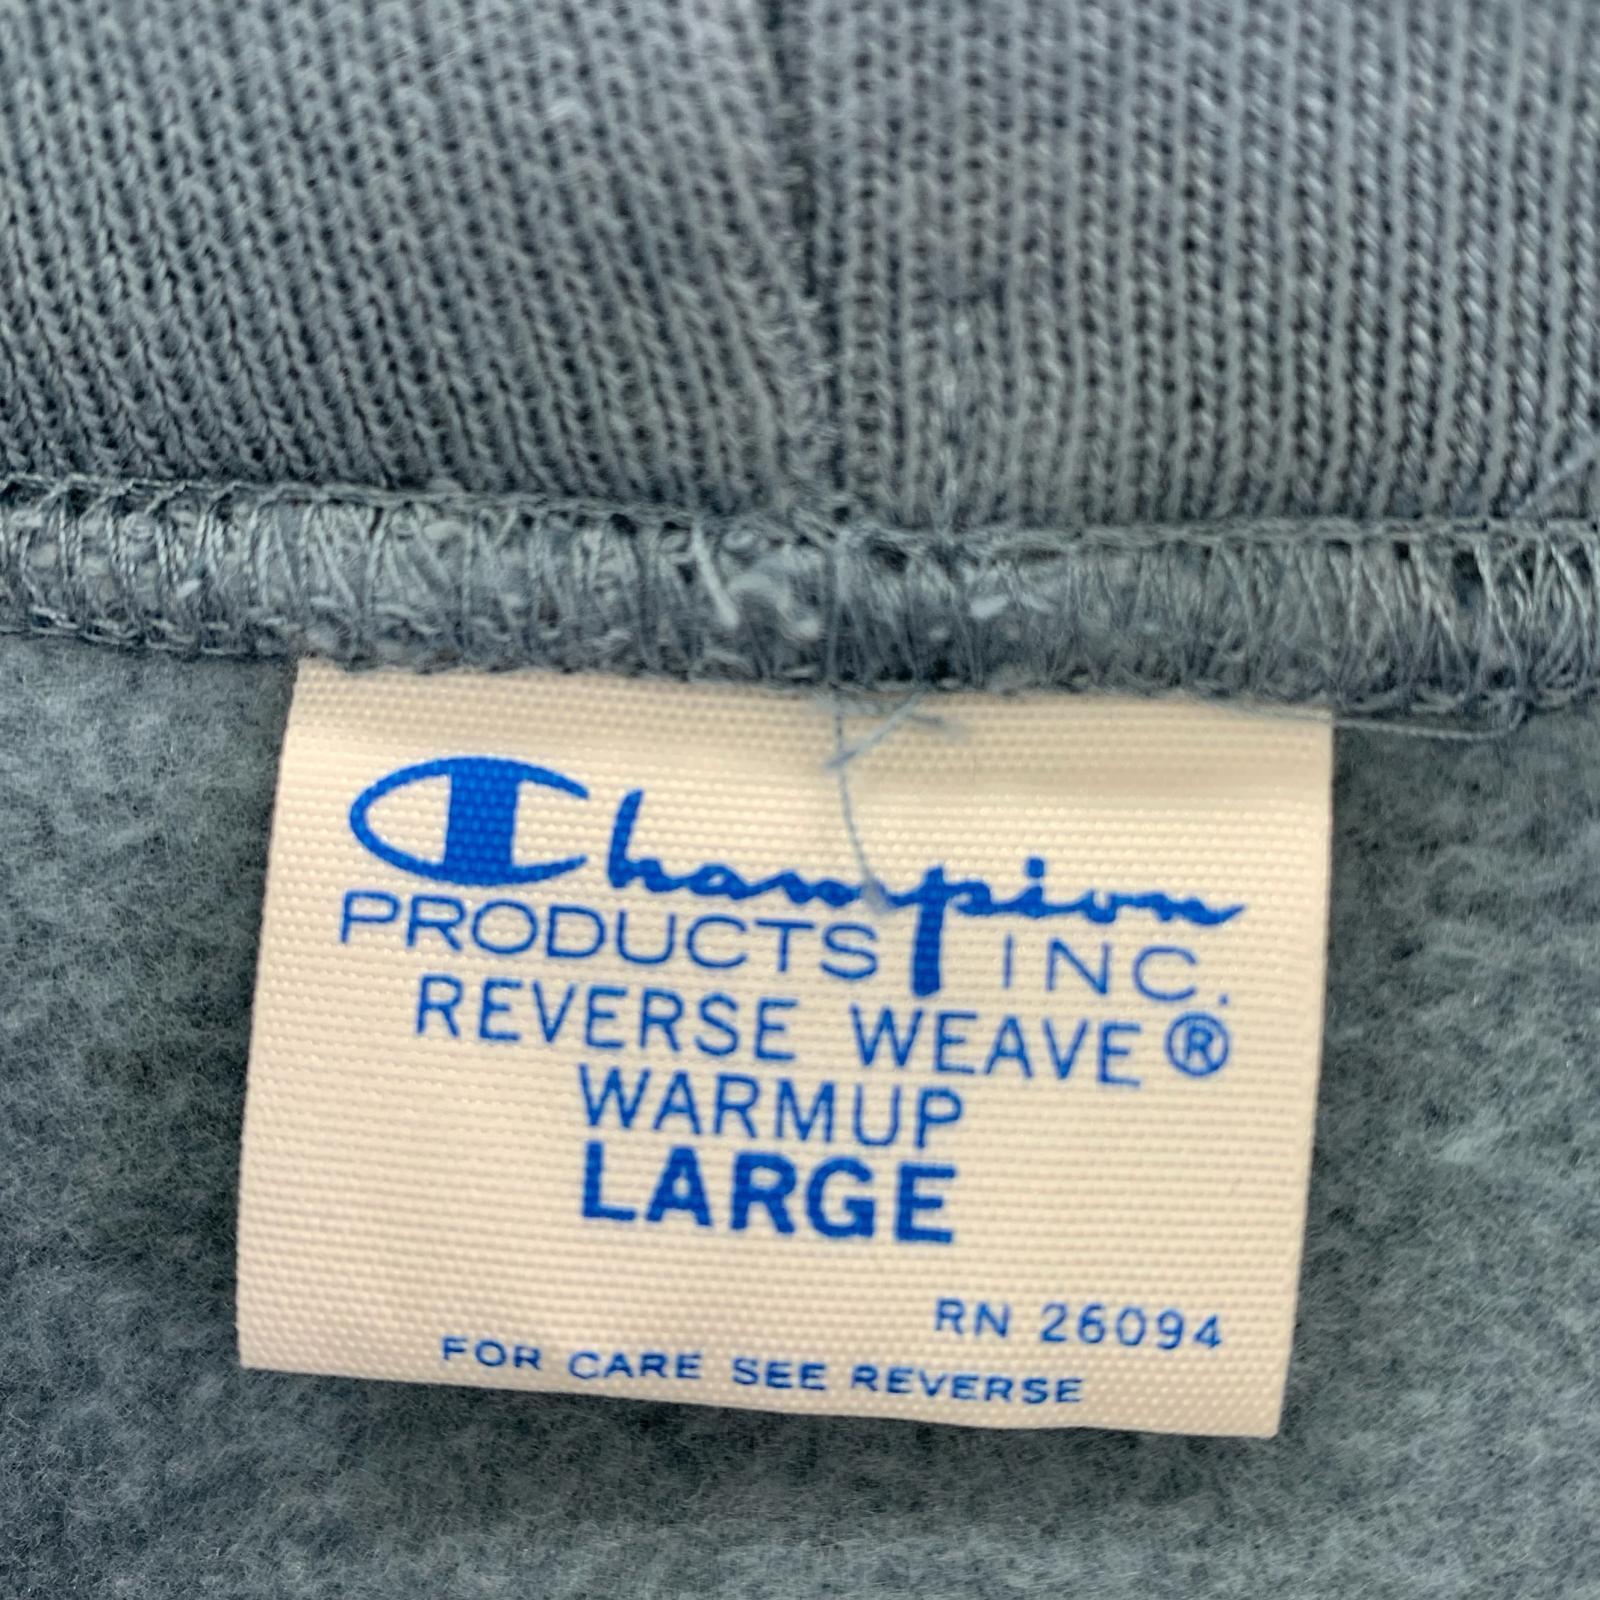 Champion
PRODUCTS INC.
REVERSE WEAVE®
WARMUP
LARGE
RN 26094
FOR CARE SEE REVERSE